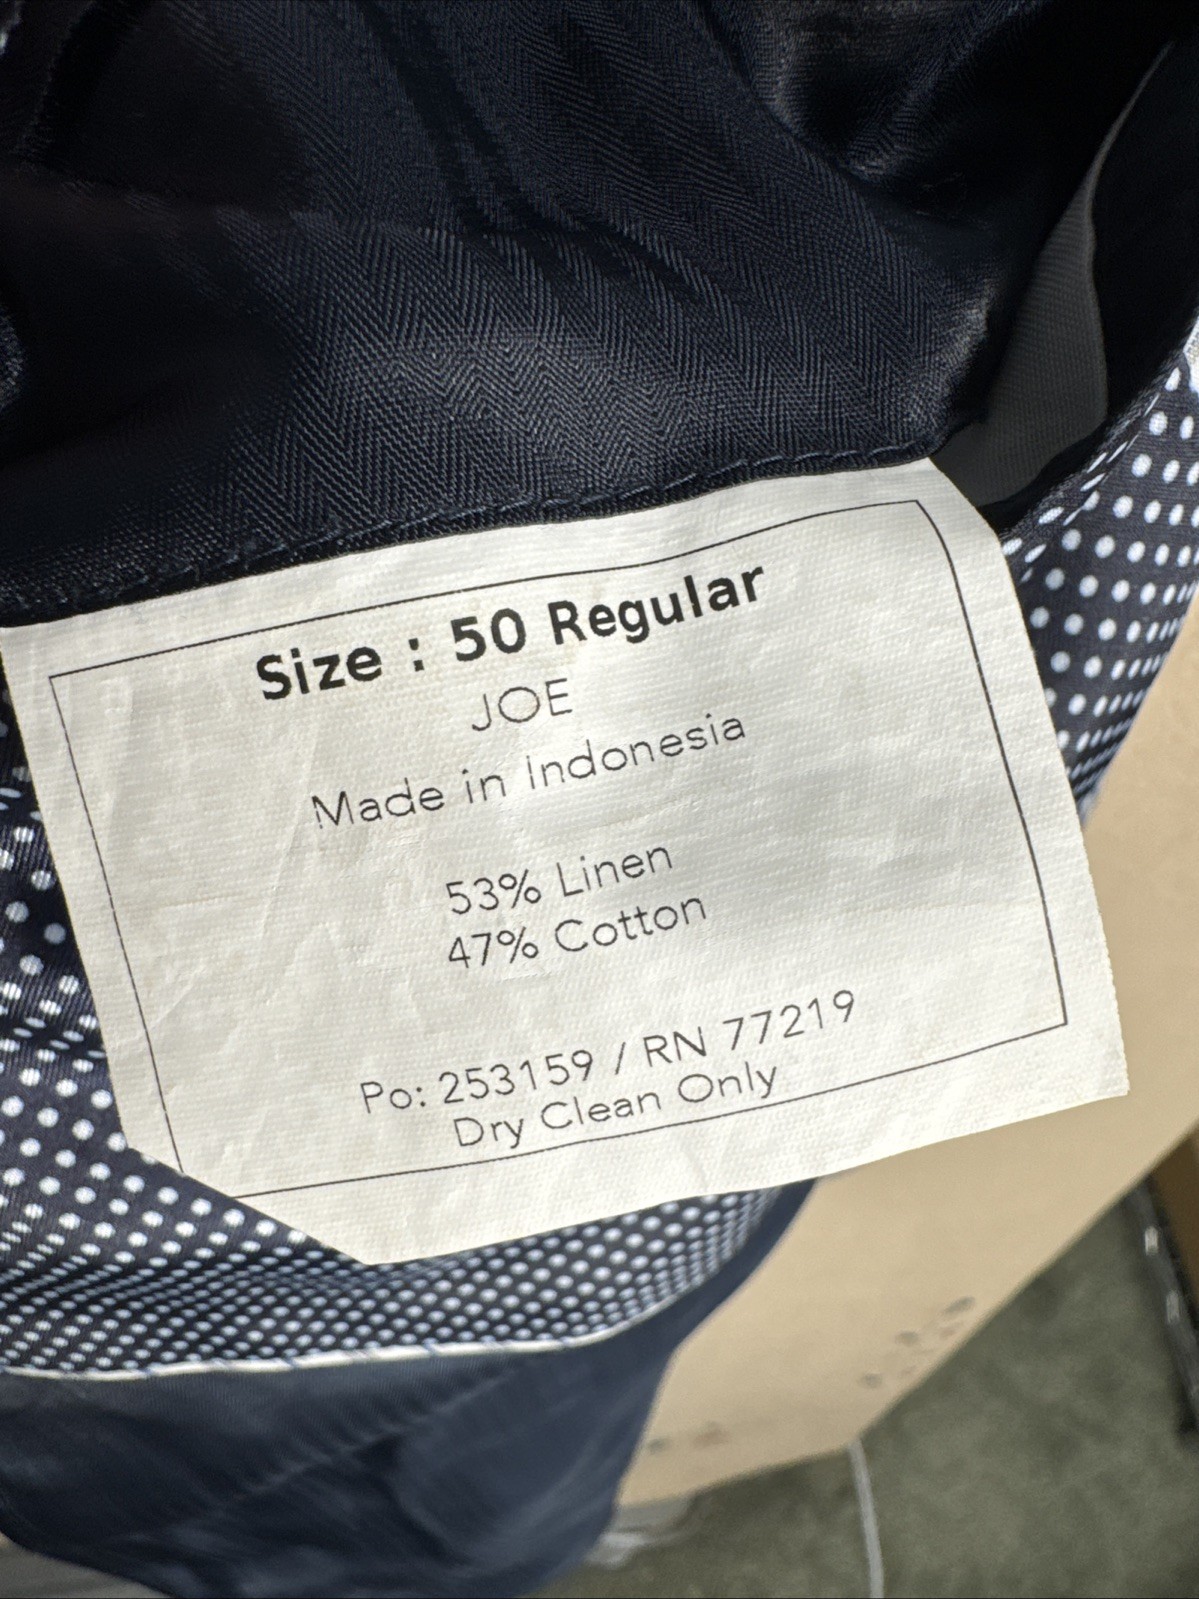 Size : 50 Regular
JOE
Made in Indonesia
53% Linen
47% Cotton
Po: 253159 / RN 77219
Dry Clean Only